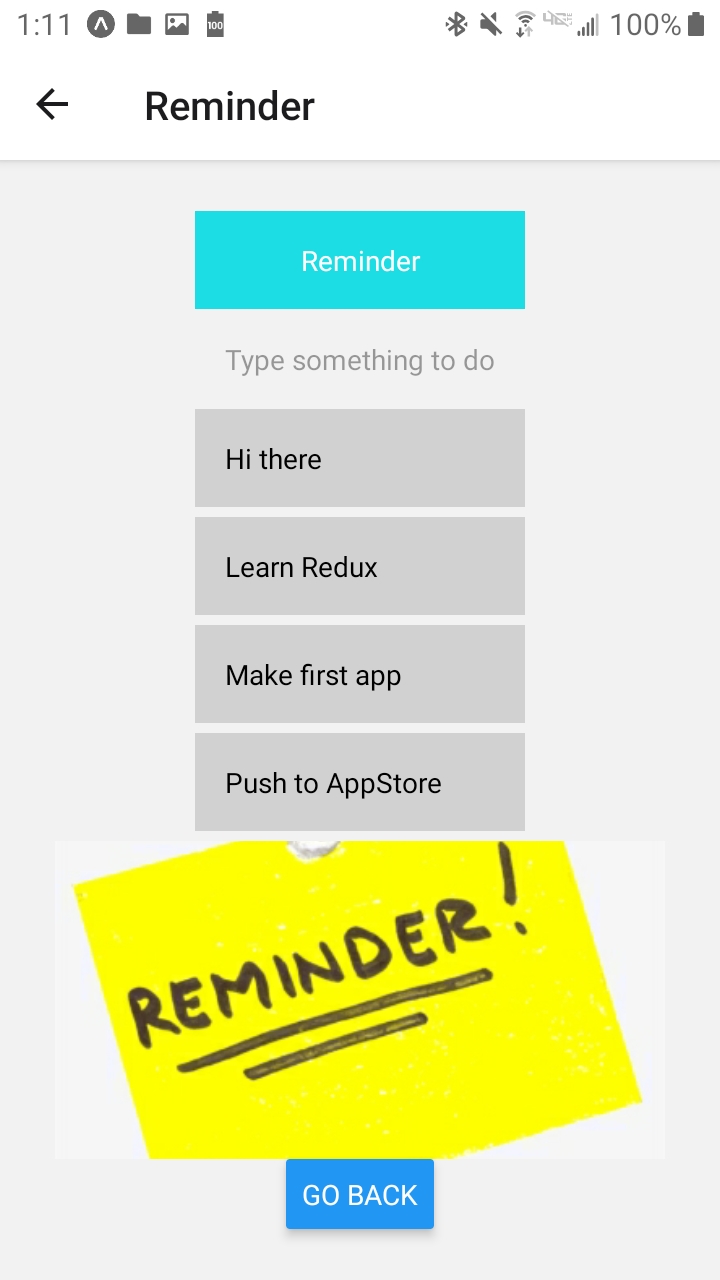 1:11 100 100%
Reminder
Reminder
Type something to do
Hi there
Learn Redux
Make first app
Push to AppStore
REMINDER!
GO BACK